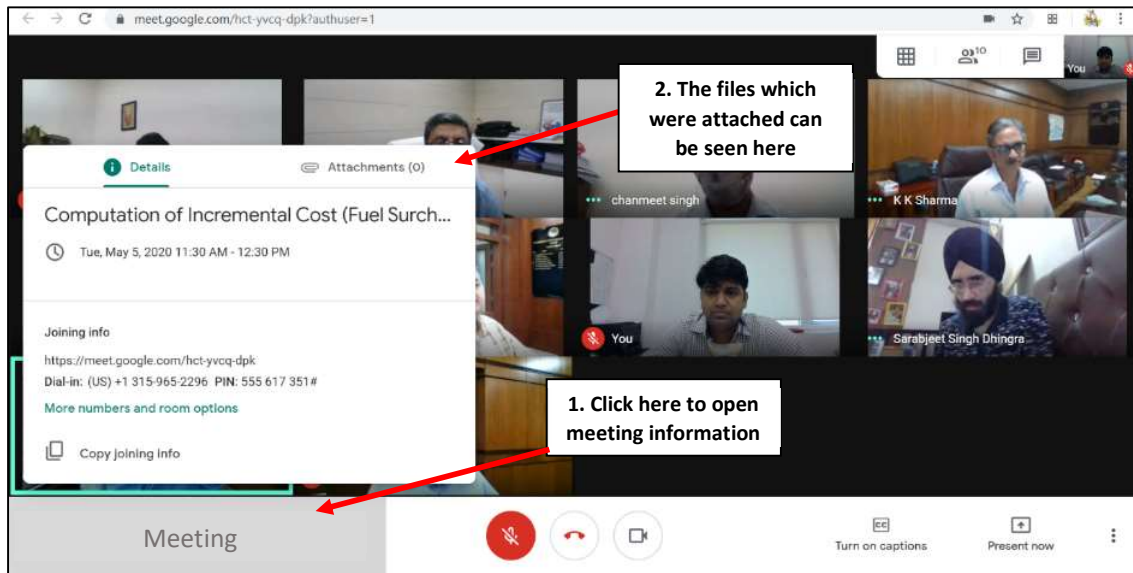 meet.google.com/hct-yvcq-dpk?authuser=1
10
You
2. The files which
were attached can
be seen here
Details
Attachments (0)
chanmeet singh
K K Sharma
Computation of Incremental Cost (Fuel Surch...
Tue, May 5, 2020 11:30 AM - 12:30 PM
You
Sarabjeet Singh Dhingra
Joining info
https://meet.google.com/hct-yvcq-dpk
Dial-in: (US) +1 315-965-2296 PIN: 555 617 351#
More numbers and room options
1. Click here to open
meeting information
Copy joining info
Meeting
CC
Turn on captions
Present now